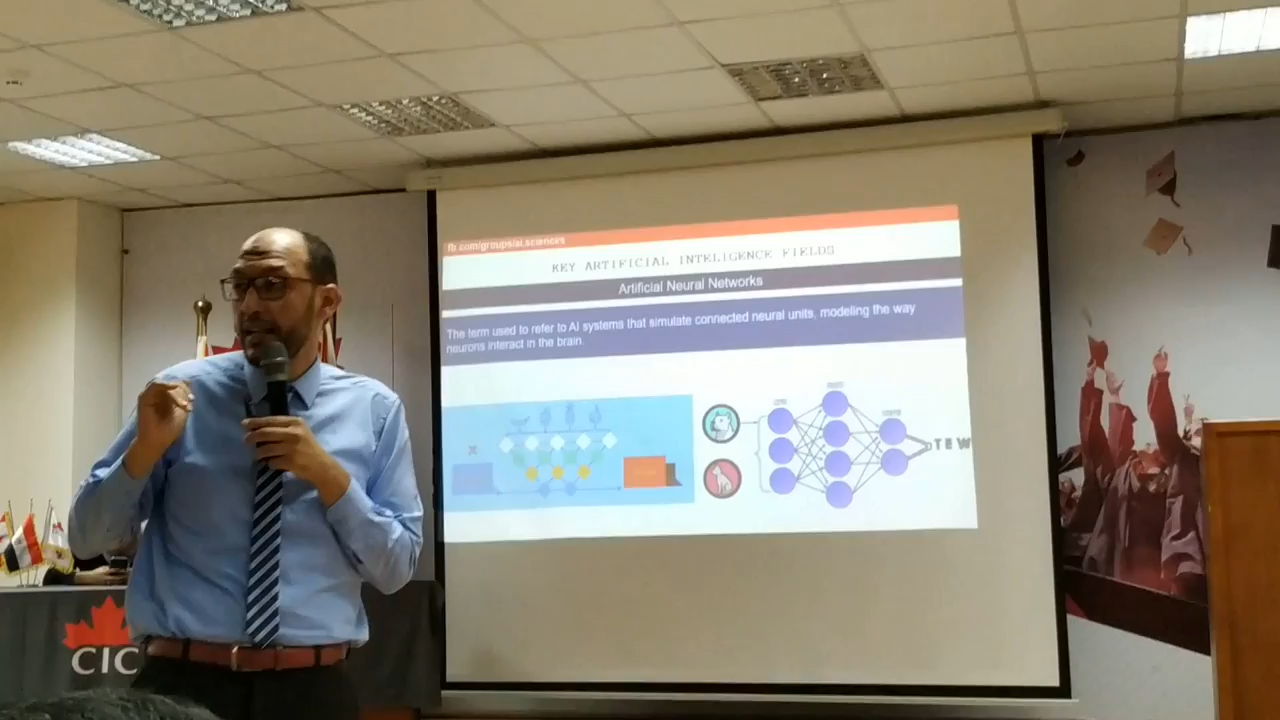 fb.com/groups/ai.sciences
KEY ARTIFICIAL INTELIGENCE FIELDS
Artificial Neural Networks
The term used to refer to AI systems that simulate connected neural units, modeling the way
neurons interact in the brain.
CIC